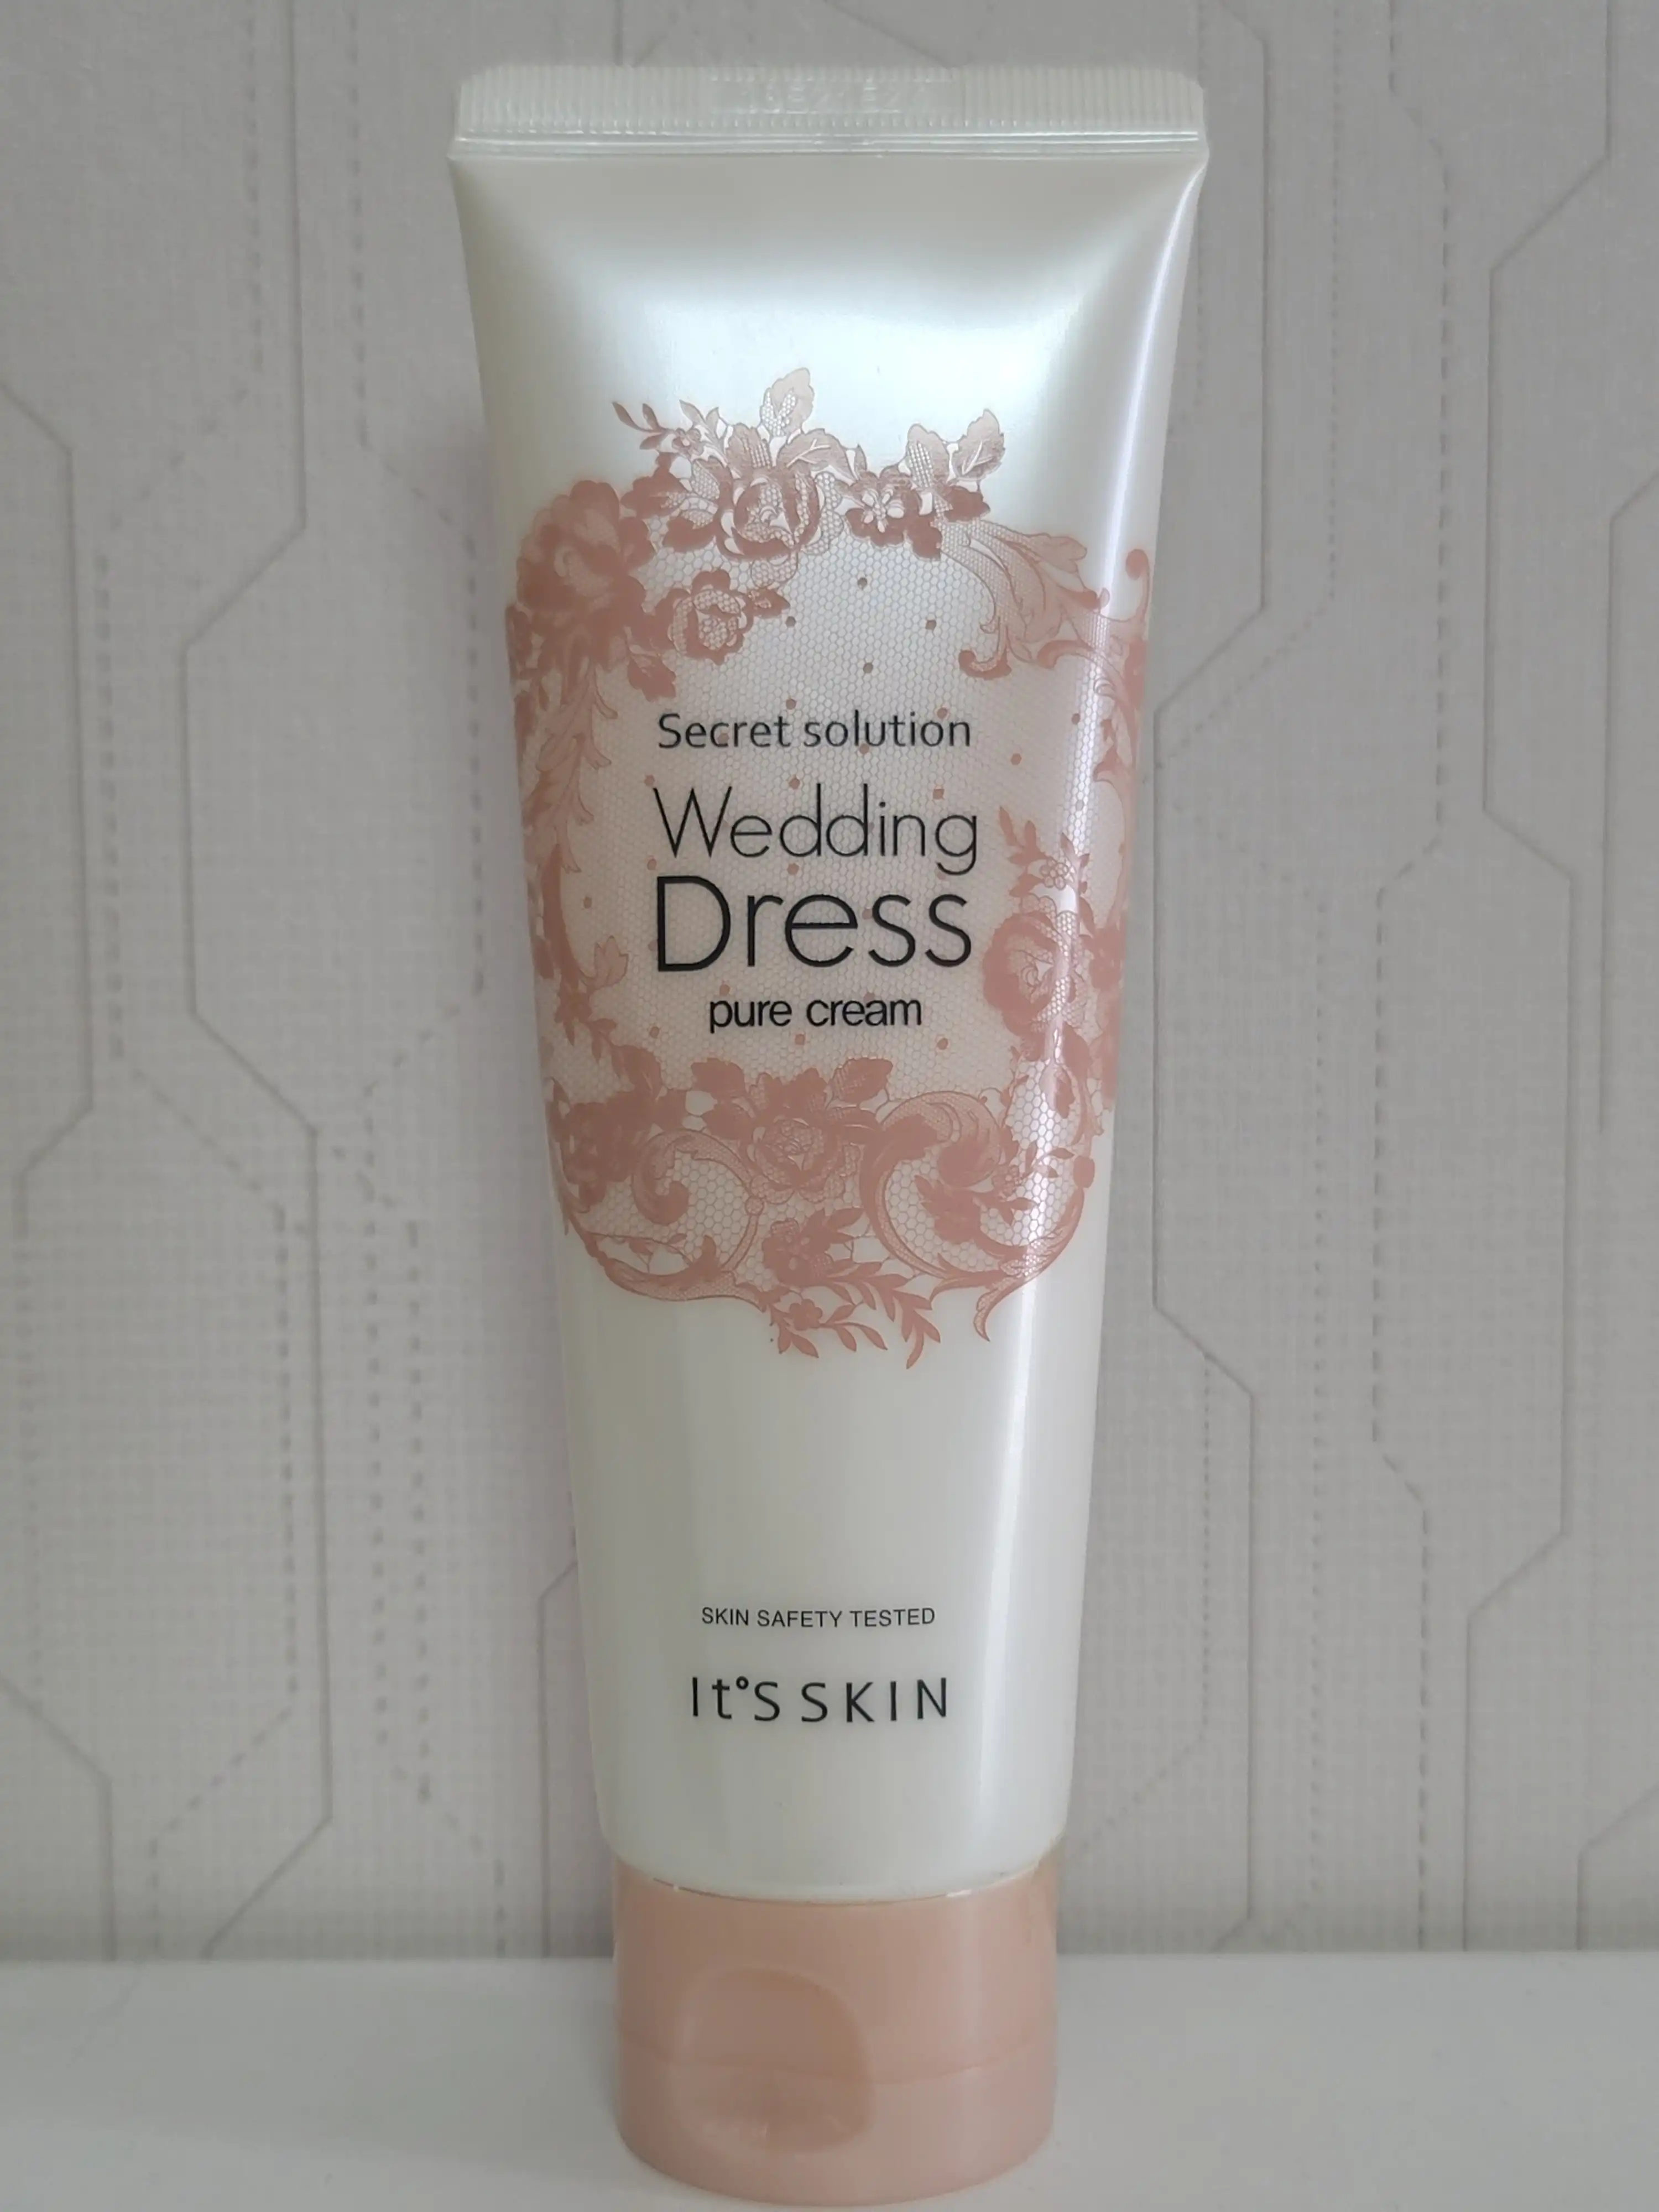 Secret solution
Wedding
Dress
pure cream
SKIN SAFETY TESTED
It°S SKIN